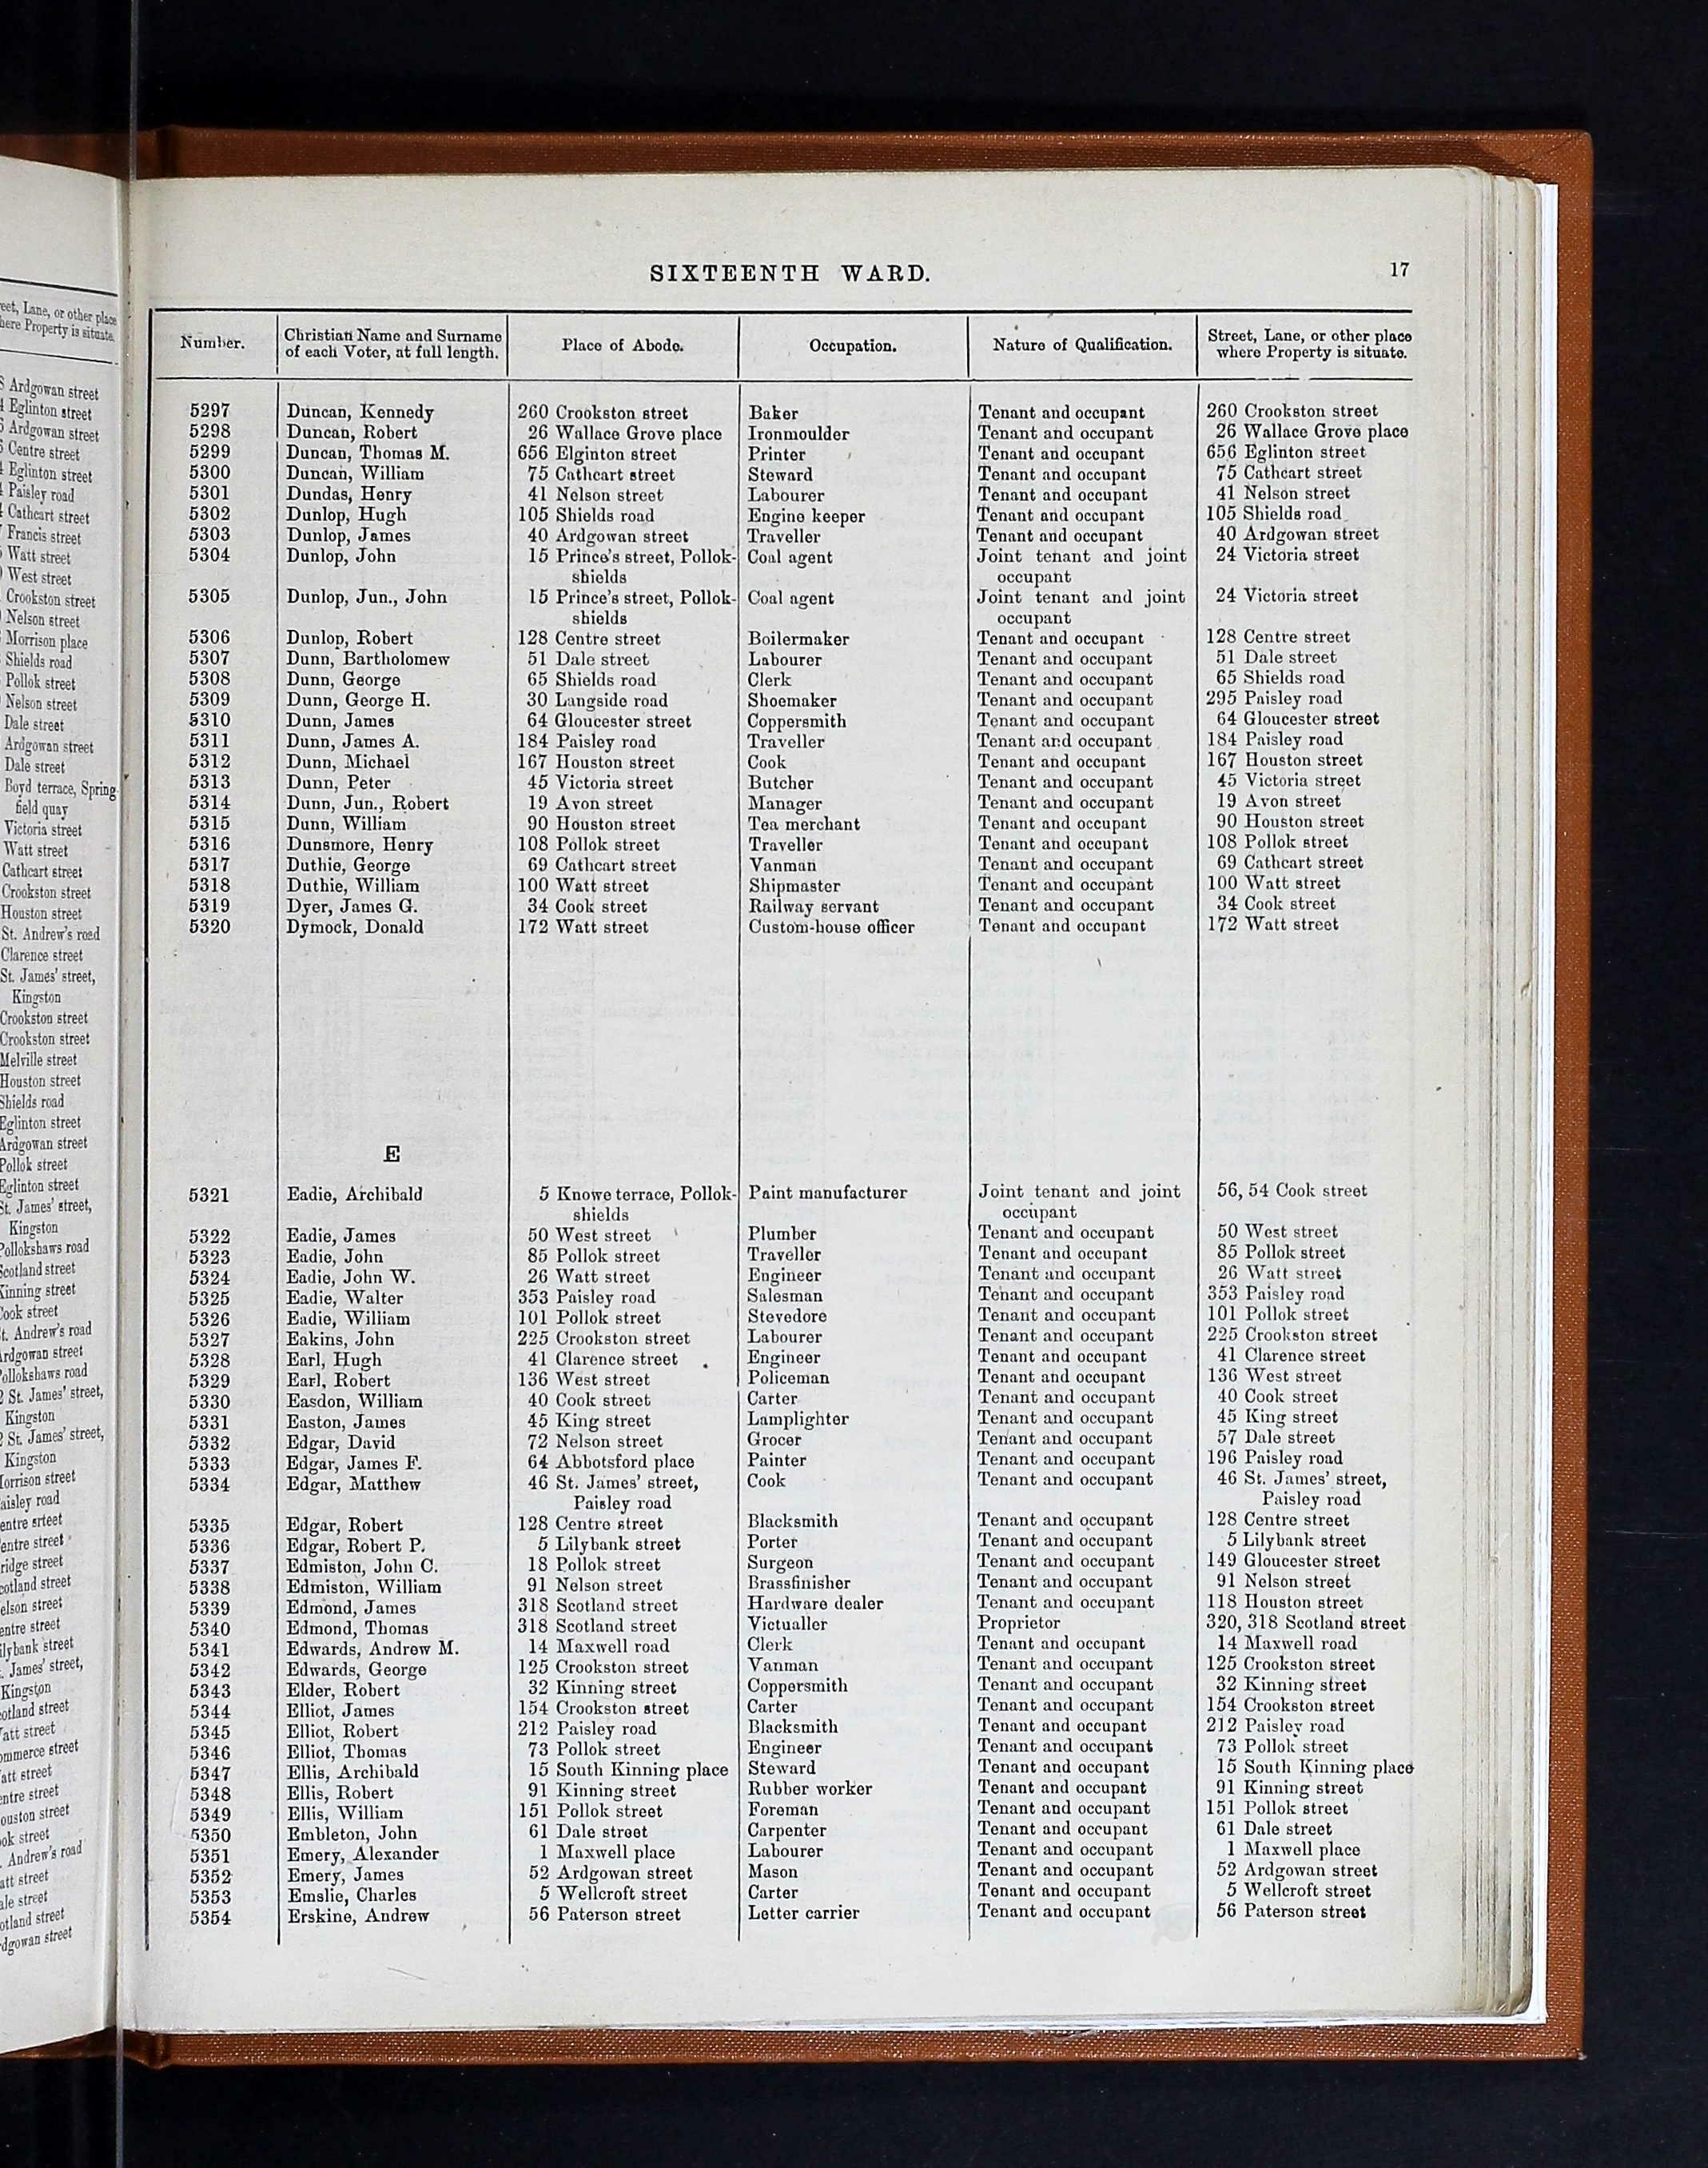 SIXTEENTH WARD. 17
Number. Christian Name and Surname of each Voter, at full length. Place of Abode. Occupation. Nature of Qualification. Street, Lane, or other place where Property is situate.
5297 Duncan, Kennedy 260 Crookston street Baker Tenant and occupant 260 Crookston street
5298 Duncan, Robert 26 Wallace Grove place Ironmoulder Tenant and occupant 26 Wallace Grove place
5299 Duncan, Thomas M. 656 Elginton street Printer Tenant and occupant 656 Eglinton street
5300 Duncan, William 75 Cathcart street Steward Tenant and occupant 75 Cathcart street
5301 Dundas, Henry 41 Nelson street Labourer Tenant and occupant 41 Nelson street
5302 Dunlop, Hugh 105 Shields road Engine keeper Tenant and occupant 105 Shields road
5303 Dunlop, James 40 Ardgowan street Traveller Tenant and occupant 40 Ardgowan street
5304 Dunlop, John 15 Prince's street, Pollok- Coal agent Joint tenant and joint 24 Victoria street
shields occupant
5305 Dunlop, Jun., John 15 Prince's street, Pollok- Coal agent Joint tenant and joint 24 Victoria street
shields occupant
5306 Dunlop, Robert 128 Centre street Boilermaker Tenant and occupant 128 Centre street
5307 Dunn, Bartholomew 51 Dale street Labourer Tenant and occupant 51 Dale street
5308 Dunn, George 65 Shields road Clerk Tenant and occupant 65 Shields road
5309 Dunn, George H. 30 Langside road Shoemaker Tenant and occupant 295 Paisley road
5310 Dunn, James 64 Gloucester street Coppersmith Tenant and occupant 64 Gloucester street
5311 Dunn, James A. 184 Paisley road Traveller Tenant and occupant 184 Paisley road
5312 Dunn, Michael 167 Houston street Cook Tenant and occupant 167 Houston street
5313 Dunn, Peter 45 Victoria street Butcher Tenant and occupant 45 Victoria street
5314 Dunn, Jun., Robert 19 Avon street Manager Tenant and occupant 19 Avon street
5315 Dunn, William 90 Houston street Tea merchant Tenant and occupant 90 Houston street
5316 Dunsmore, Henry 108 Pollok street Traveller Tenant and occupant 108 Pollok street
5317 Duthie, George 69 Cathcart street Vanman Tenant and occupant 69 Cathcart street
5318 Duthie, William 100 Watt street Shipmaster Tenant and occupant 100 Watt street
5319 Dyer, James G. 34 Cook street Railway servant Tenant and occupant 34 Cook street
5320 Dymock, Donald 172 Watt street Custom-house officer Tenant and occupant 172 Watt street
E
5321 Eadie, Archibald 5 Knowe terrace, Pollok- Paint manufacturer Joint tenant and joint 56, 54 Cook street
shields occupant
5322 Eadie, James 50 West street Plumber Tenant and occupant 50 West street
5323 Eadie, John 85 Pollok street Traveller Tenant and occupant 85 Pollok street
5324 Eadie, John W. 26 Watt street Engineer Tenant and occupant 26 Watt street
5325 Eadie, Walter 353 Paisley road Salesman Tenant and occupant 353 Paisley road
5326 Eadie, William 101 Pollok street Stevedore Tenant and occupant 101 Pollok street
5327 Eakins, John 225 Crookston street Labourer Tenant and occupant 225 Crookston street
5328 Earl, Hugh 41 Clarence street Engineer Tenant and occupant 41 Clarence street
5329 Earl, Robert 136 West street Policeman Tenant and occupant 136 West street
5330 Easdon, William 40 Cook street Carter Tenant and occupant 40 Cook street
5331 Easton, James 45 King street Lamplighter Tenant and occupant 45 King street
5332 Edgar, David 72 Nelson street Grocer Tenant and occupant 57 Dale street
5333 Edgar, James F. 64 Abbotsford place Painter Tenant and occupant 196 Paisley road
5334 Edgar, Matthew 46 St. James' street, Cook Tenant and occupant 46 St. James' street,
Paisley road Paisley road
5335 Edgar, Robert 128 Centre street Blacksmith Tenant and occupant 128 Centre street
5336 Edgar, Robert P. 5 Lilybank street Porter Tenant and occupant 5 Lilybank street
5337 Edmiston, John C. 18 Pollok street Surgeon Tenant and occupant 149 Gloucester street
5338 Edmiston, William 91 Nelson street Brassfinisher Tenant and occupant 91 Nelson street
5339 Edmond, James 318 Scotland street Hardware dealer Tenant and occupant 118 Houston street
5340 Edmond, Thomas 318 Scotland street Victualler Proprietor 320, 318 Scotland street
5341 Edwards, Andrew M. 14 Maxwell road Clerk Tenant and occupant 14 Maxwell road
5342 Edwards, George 125 Crookston street Vanman Tenant and occupant 125 Crookston street
5343 Elder, Robert 32 Kinning street Coppersmith Tenant and occupant 32 Kinning street
5344 Elliot, James 154 Crookston street Carter Tenant and occupant 154 Crookston street
5345 Elliot, Robert 212 Paisley road Blacksmith Tenant and occupant 212 Paisley road
5346 Elliot, Thomas 73 Pollok street Engineer Tenant and occupant 73 Pollok street
5347 Ellis, Archibald 15 South Kinning place Steward Tenant and occupant 15 South Kinning place
5348 Ellis, Robert 91 Kinning street Rubber worker Tenant and occupant 91 Kinning street
5349 Ellis, William 151 Pollok street Foreman Tenant and occupant 151 Pollok street
5350 Embleton, John 61 Dale street Carpenter Tenant and occupant 61 Dale street
5351 Emery, Alexander 1 Maxwell place Labourer Tenant and occupant 1 Maxwell place
5352 Emery, James 52 Ardgowan street Mason Tenant and occupant 52 Ardgowan street
5353 Emslie, Charles 5 Wellcroft street Carter Tenant and occupant 5 Wellcroft street
5354 Erskine, Andrew 56 Paterson street Letter carrier Tenant and occupant 56 Paterson street